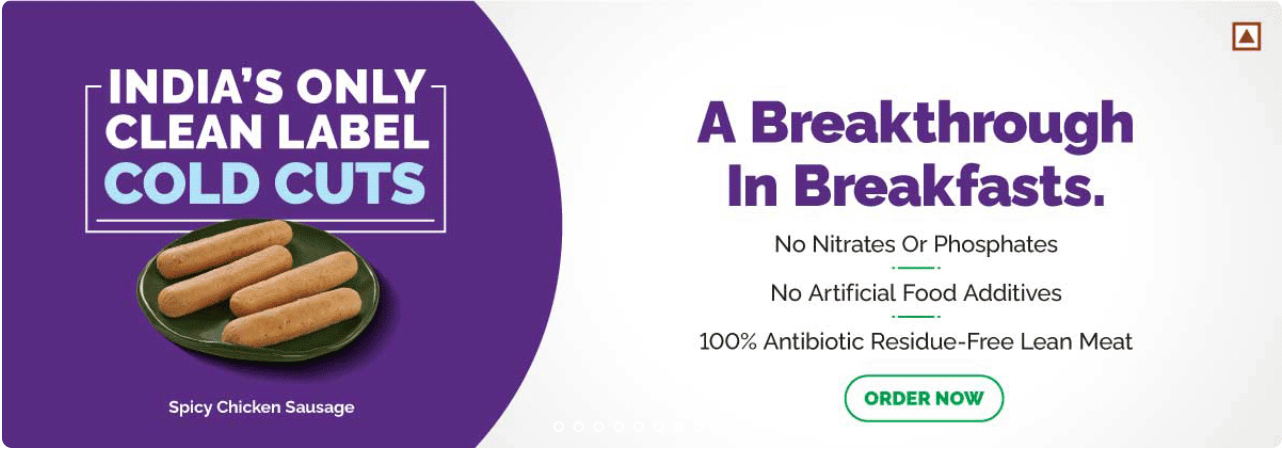 INDIA'S ONLY
CLEAN LABEL
COLD CUTS
Spicy Chicken Sausage
A Breakthrough
In Breakfasts.
No Nitrates Or Phosphates
No Artificial Food Additives
100% Antibiotic Residue-Free Lean Meat
ORDER NOW